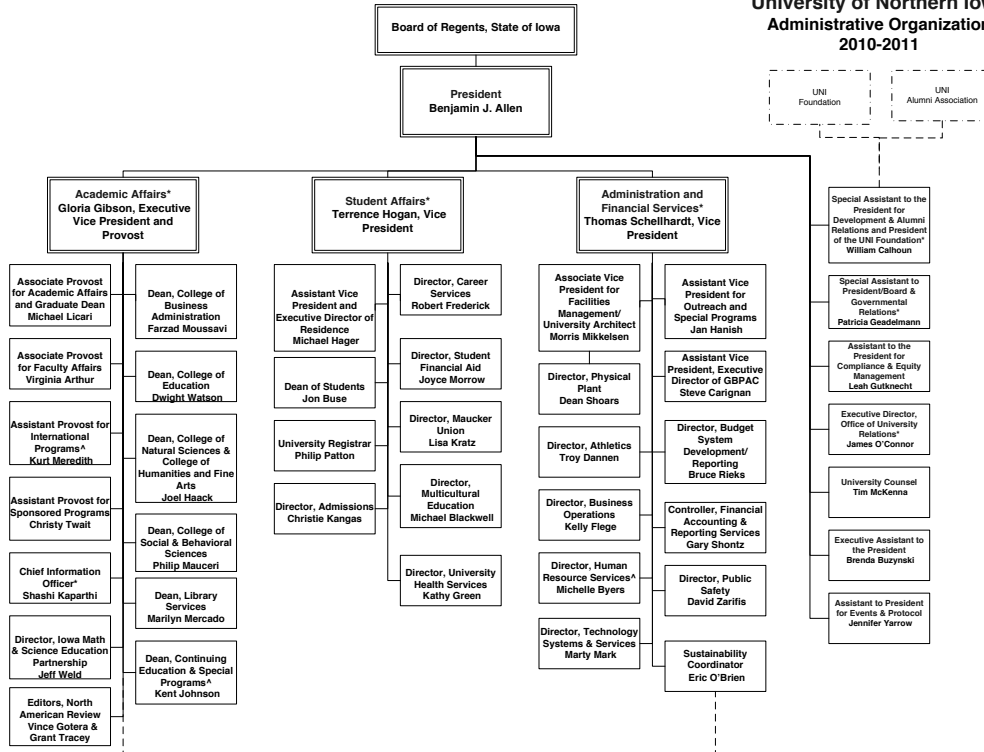 University of Northern Iow
Administrative Organization
2010-2011
Board of Regents, State of Iowa
President
Benjamin J. Allen
UNI
Foundation
UNI
Alumni Association
Academic Affairs*
Gloria Gibson, Executive
Vice President and
Provost
Student Affairs*
Terrence Hogan, Vice
President
Administration and
Financial Services*
Thomas Schellhardt, Vice
President
Associate Provost
for Academic Affairs
and Graduate Dean
Michael Licari
Associate Provost
for Faculty Affairs
Virginia Arthur
Assistant Provost for
International
Programs^
Kurt Meredith
Assistant Provost for
Sponsored Programs
Christy Twait
Chief Information
Officer*
Shashi Kaparthi
Director, Iowa Math
& Science Education
Partnership
Jeff Weld
Editors, North
American Review
Vince Gotera &
Grant Tracey
Dean, College of
Business
Administration
Farzad Moussavi
Dean, College of
Education
Dwight Watson
Dean, College of
Natural Sciences &
College of
Humanities and Fine
Arts
Joel Haack
Dean, College of
Social & Behavioral
Sciences
Philip Mauceri
Dean, Library
Services
Marilyn Mercado
Dean, Continuing
Education & Special
Programs^
Kent Johnson
Assistant Vice
President and
Executive Director of
Residence
Michael Hager
Dean of Students
Jon Buse
University Registrar
Philip Patton
Director, Admissions
Christie Kangas
Director, Career
Services
Robert Frederick
Director, Student
Financial Aid
Joyce Morrow
Director, Maucker
Union
Lisa Kratz
Director,
Multicultural
Education
Michael Blackwell
Director, University
Health Services
Kathy Green
Associate Vice
President for
Facilities
Management/
University Architect
Morris Mikkelsen
Director, Physical
Plant
Dean Shoars
Director, Athletics
Troy Dannen
Director, Business
Operations
Kelly Flege
Director, Human
Resource Services^
Michelle Byers
Director, Technology
Systems & Services
Marty Mark
Assistant Vice
President for
Outreach and
Special Programs
Jan Hanish
Assistant Vice
President, Executive
Director of GBPAC
Steve Carignan
Director, Budget
System
Development/
Reporting
Bruce Rieks
Controller, Financial
Accounting &
Reporting Services
Gary Shontz
Director, Public
Safety
David Zarifis
Sustainability
Coordinator
Eric O'Brien
Special Assistant to the
President for
Development & Alumni
Relations and President
of the UNI Foundation*
William Calhoun
Special Assistant to
President/Board &
Governmental
Relations*
Patricia Geadelmann
Assistant to the
President for
Compliance & Equity
Management
Leah Gutknecht
Executive Director,
Office of University
Relations*
James O'Connor
University Counsel
Tim McKenna
Executive Assistant to
the President
Brenda Buzynski
Assistant to President
for Events & Protocol
Jennifer Yarrow